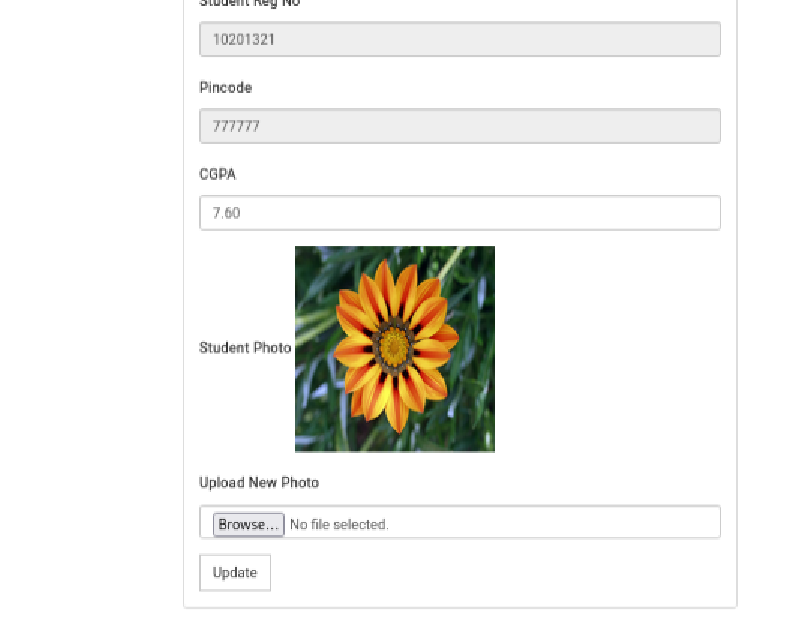 Student Reg No
10201321
Pincode
777777
CGPA
7.60
Student Photo
Upload New Photo
Browse... No file selected.
Update